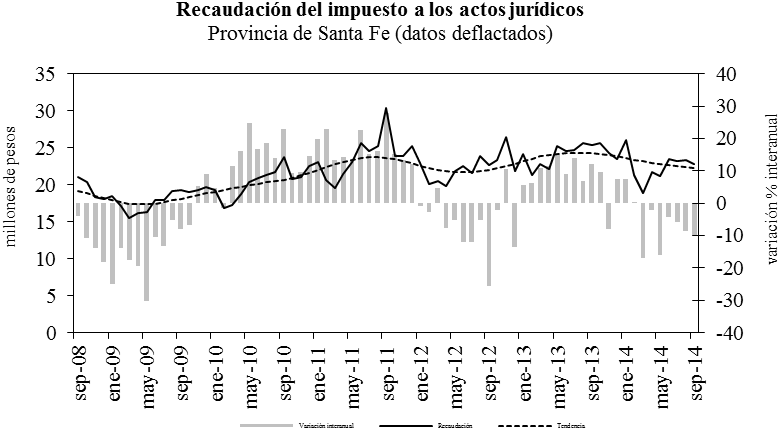 Recaudación del impuesto a los actos jurídicos
Provincia de Santa Fe (datos deflactados)
millones de pesos
35
30
25
20
15
10
5
0
40
30
20
10
0
-10
-20
-30
-40
variación % interanual
sep-08
ene-09
may-09
sep-09
ene-10
may-10
sep-10
ene-11
may-11
sep-11
ene-12
may-12
sep-12
ene-13
may-13
sep-13
ene-14
may-14
sep-14
Variación interanual
Recaudación
Tendencia